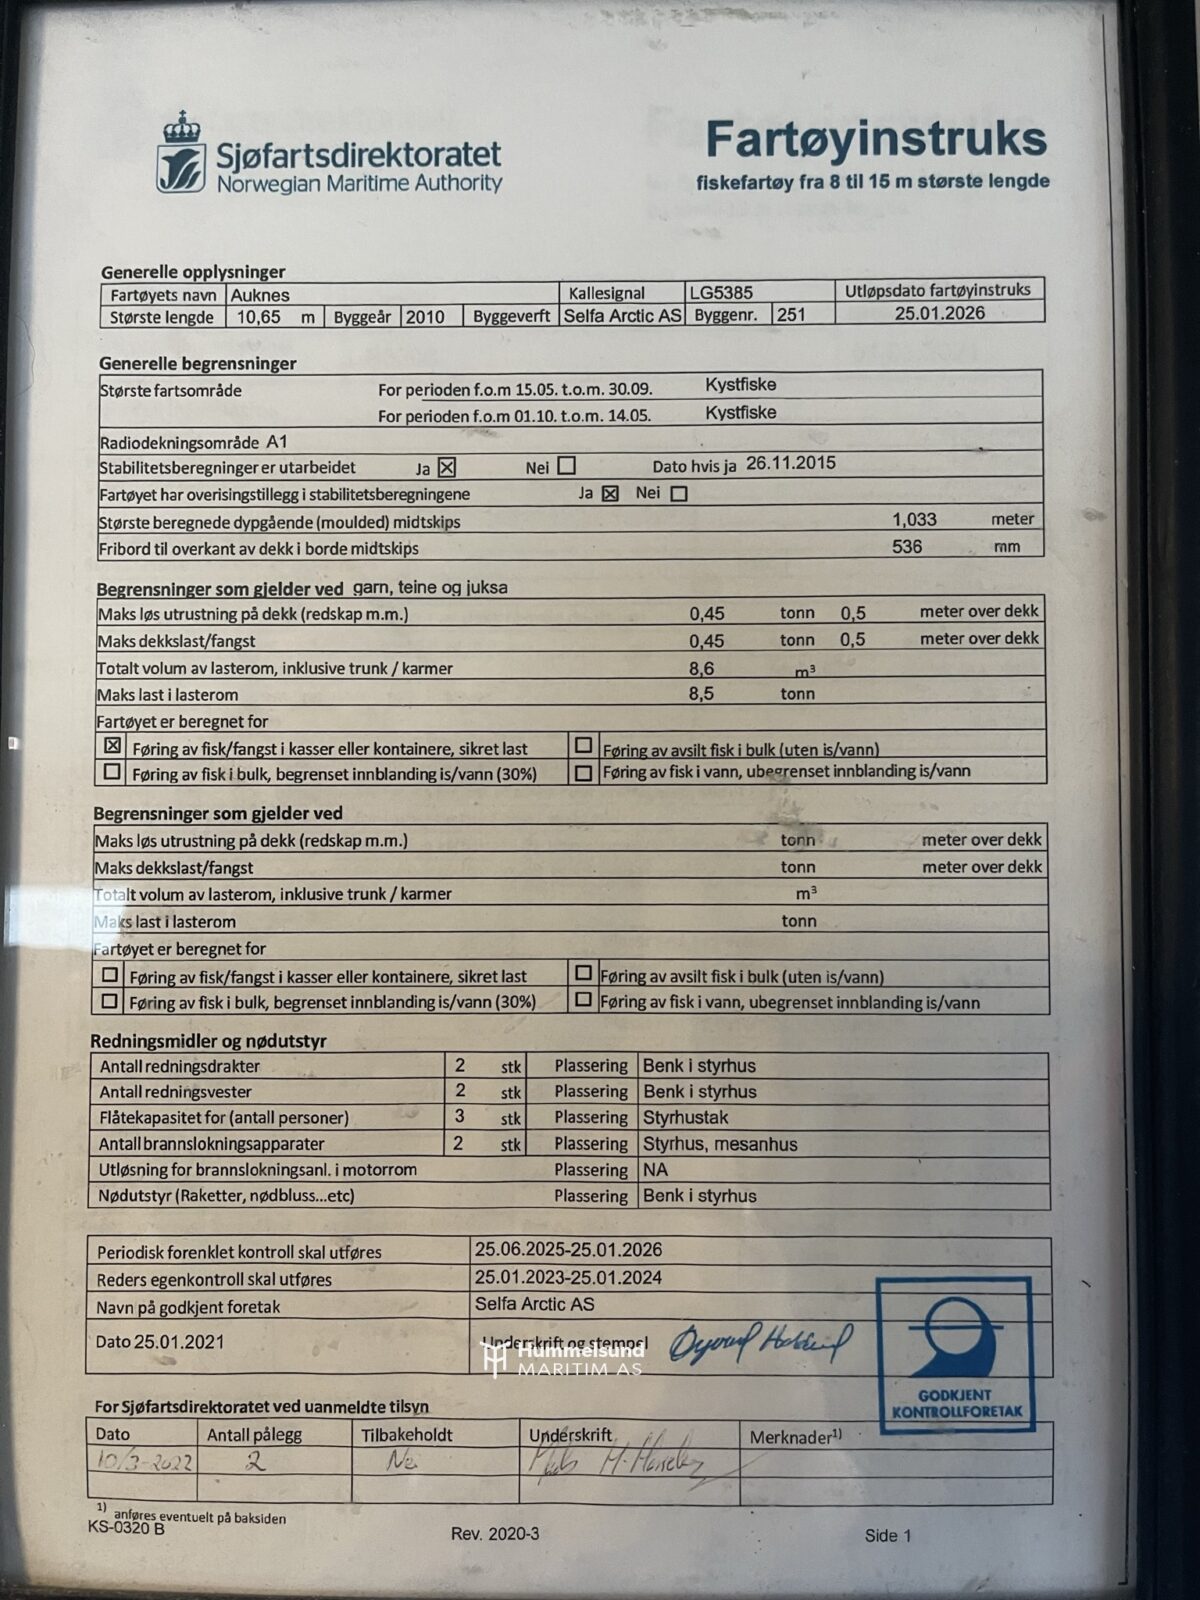 Sjøfartsdirektoratet
Norwegian Maritime Authority
Fartøyinstruks
fiskefartøy fra 8 til 15 m største lengde
Generelle opplysninger
Fartøyets navn Auknes Kallesignal LG5385 Utløpsdato fartøyinstruks
Største lengde 10,65 m Byggeår 2010 Byggeverft Selfa Arctic AS Byggenr. 251 25.01.2026
Generelle begrensninger
Største fartsområde For perioden f.o.m 15.05. t.o.m. 30.09. Kystfiske
For perioden f.o.m 01.10. t.o.m. 14.05. Kystfiske
Radiodekningsområde A1
Stabilitetsberegninger er utarbeidet Ja ☒ Nei ☐ Dato hvis ja 26.11.2015
Fartøyet har overisingstillegg i stabilitetsberegningene Ja ☒ Nei ☐
Største beregnede dypgående (moulded) midtskips 1,033 meter
Fribord til overkant av dekk i borde midtskips 536 mm
Begrensninger som gjelder ved garn, teine og juksa
Maks løs utrustning på dekk (redskap m.m.) 0,45 tonn 0,5 meter over dekk
Maks dekkslast/fangst 0,45 tonn 0,5 meter over dekk
Totalt volum av lasterom, inklusive trunk / karmer 8,6 m³
Maks last i lasterom 8,5 tonn
Fartøyet er beregnet for
☒ Føring av fisk/fangst i kasser eller kontainere, sikret last ☐ Føring av avsilt fisk i bulk (uten is/vann)
☐ Føring av fisk i bulk, begrenset innblanding is/vann (30%) ☐ Føring av fisk i vann, ubegrenset innblanding is/vann
Begrensninger som gjelder ved
Maks løs utrustning på dekk (redskap m.m.) tonn meter over dekk
Maks dekkslast/fangst tonn meter over dekk
Totalt volum av lasterom, inklusive trunk / karmer m³
Maks last i lasterom tonn
Fartøyet er beregnet for
☐ Føring av fisk/fangst i kasser eller kontainere, sikret last ☐ Føring av avsilt fisk i bulk (uten is/vann)
☐ Føring av fisk i bulk, begrenset innblanding is/vann (30%) ☐ Føring av fisk i vann, ubegrenset innblanding is/vann
Redningsmidler og nødutstyr
Antall redningsdrakter 2 stk Plassering Benk i styrhus
Antall redningsvester 2 stk Plassering Benk i styrhus
Flåtekapasitet for (antall personer) 3 stk Plassering Styrhustak
Antall brannslokningsapparater 2 stk Plassering Styrhus, mesanhus
Utløsning for brannslokningsanl. i motorrom Plassering NA
Nødutstyr (Raketter, nødbluss...etc) Plassering Benk i styrhus
Periodisk forenklet kontroll skal utføres 25.06.2025-25.01.2026
Reders egenkontroll skal utføres 25.01.2023-25.01.2024
Navn på godkjent foretak Selfa Arctic AS
Dato 25.01.2021 Underskrift og stempel
Hummelsund
MARITIM AS
GODKJENT
KONTROLLFORETAK
For Sjøfartsdirektoratet ved uanmeldte tilsyn
Dato Antall pålegg Tilbakeholdt Underskrift Merknader1)
10/3-2022 2 Nei
1) anføres eventuelt på baksiden
KS-0320 B Rev. 2020-3 Side 1